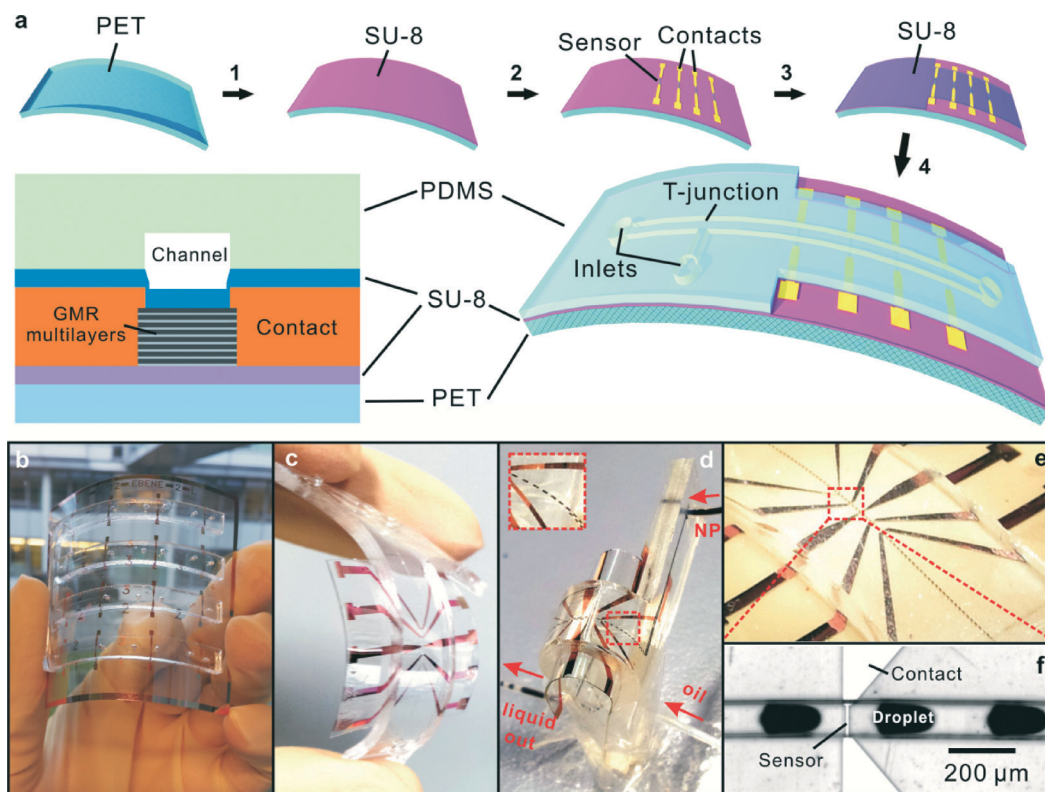 a
PET
SU-8
Sensor
Contacts
SU-8
1
2
3
4
PDMS
T-junction
Channel
Inlets
GMR
multilayers
Contact
SU-8
PET
b
EBENE
c
d
NP
oil
liquid
out
e
f
Contact
Droplet
Sensor
200 µm